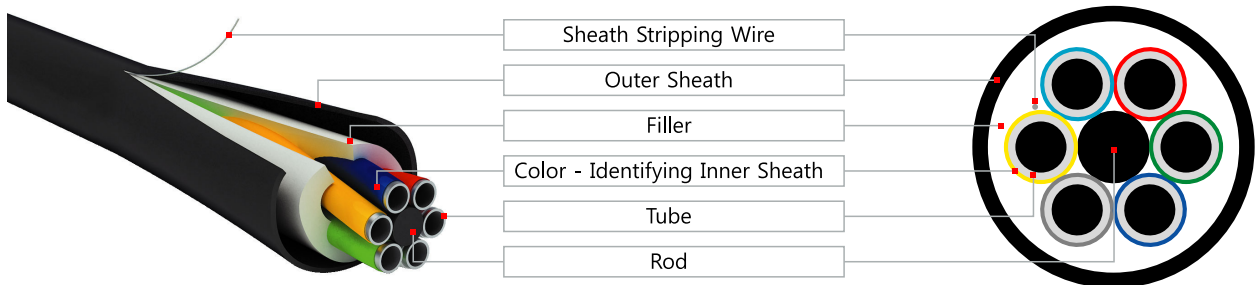 Sheath Stripping Wire
Outer Sheath
Filler
Color - Identifying Inner Sheath
Tube
Rod